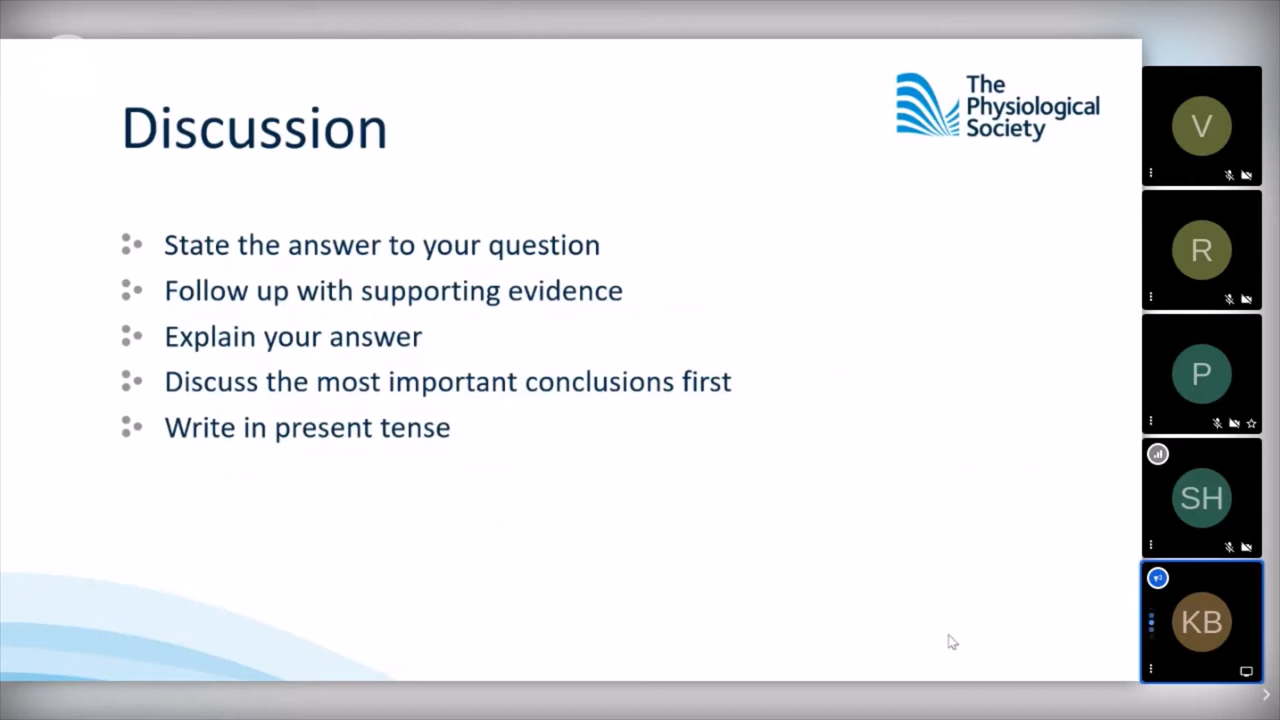 Discussion
The
Physiological
Society
State the answer to your question
Follow up with supporting evidence
Explain your answer
Discuss the most important conclusions first
Write in present tense
V
R
P
SH
KB